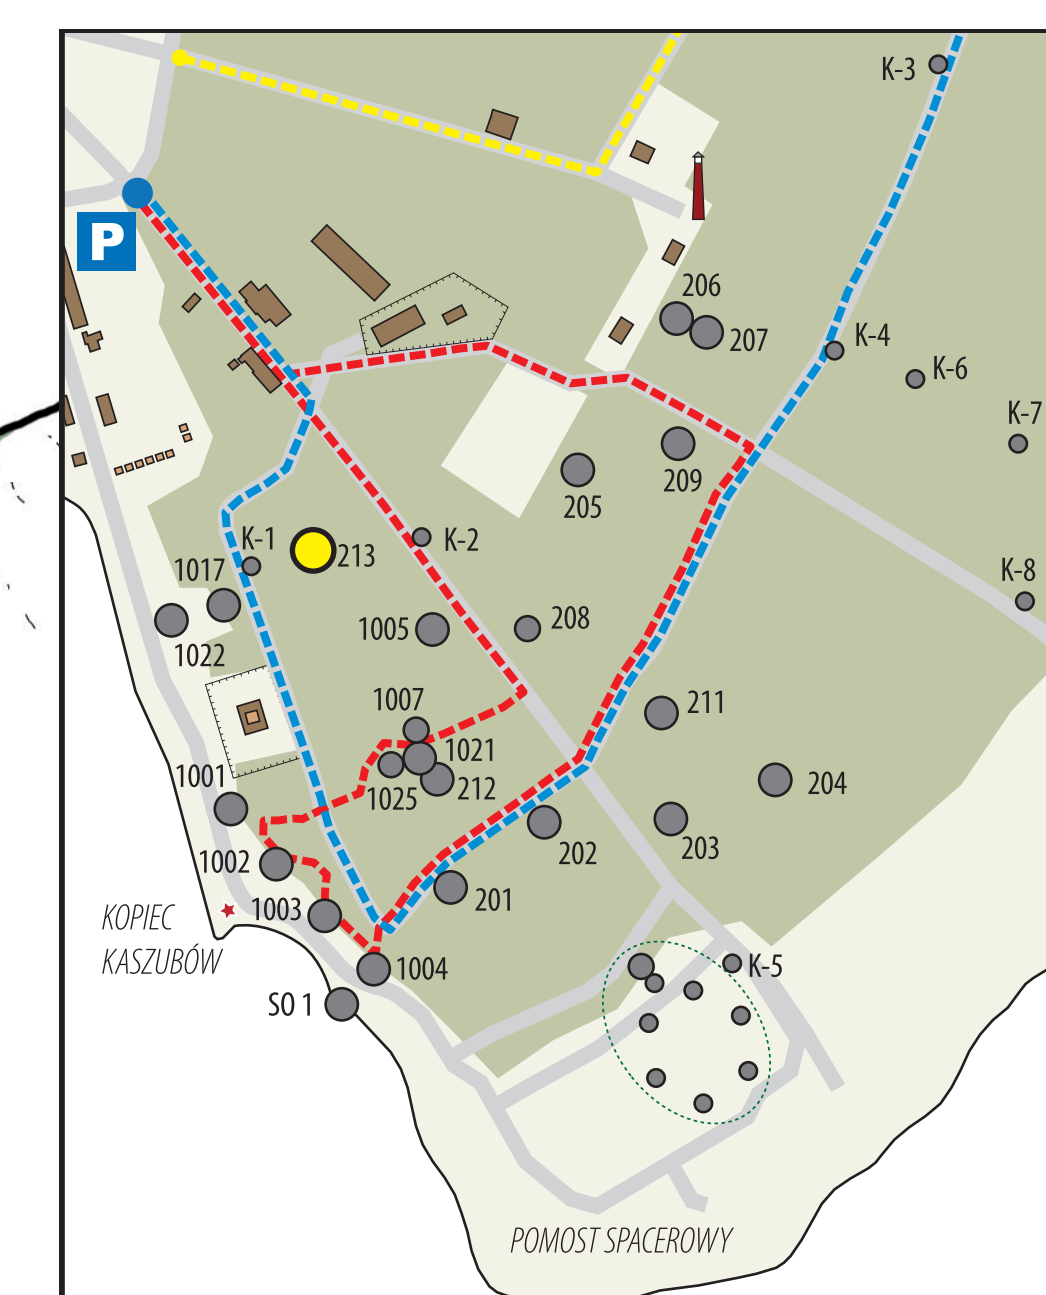 K-3
P
206
207
K-4
K-6
K-7
209
205
K-1
213
K-2
1017
K-8
1005
208
1022
1007
211
1021
1001
1025
212
204
202
203
1002
201
1003
KOPIEC
KASZUBÓW
1004
K-5
SO 1
POMOST SPACEROWY